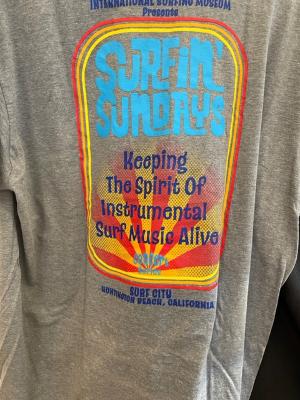 INTERNATIONAL SURFING MUSEUM
Presents
SURFIN'
SUNDAYS
Keeping
The Spirit Of
Instrumental
Surf Music Alive
SURF CITY
HUNTINGTON BEACH, CALIFORNIA